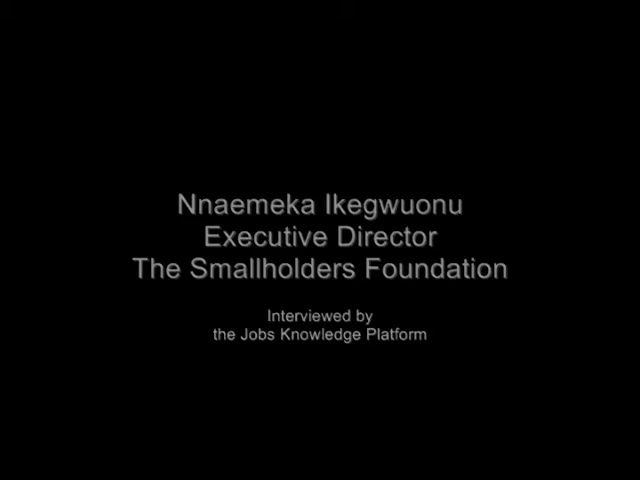 Nnaemeka Ikegwuonu
Executive Director
The Smallholders Foundation
Interviewed by
the Jobs Knowledge Platform